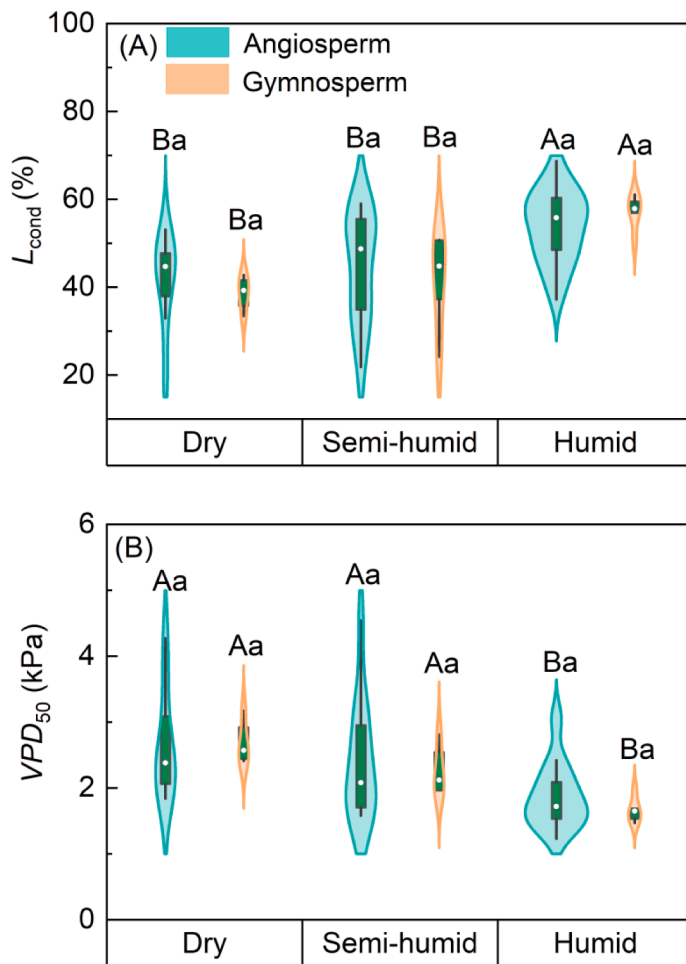 (A)
Angiosperm
Gymnosperm
100
80
60
40
20
L_cond (%)
Ba
Ba
Ba
Ba
Aa
Aa
Dry
Semi-humid
Humid
(B)
6
4
2
0
VPD₅₀ (kPa)
Aa
Aa
Aa
Aa
Ba
Ba
Dry
Semi-humid
Humid